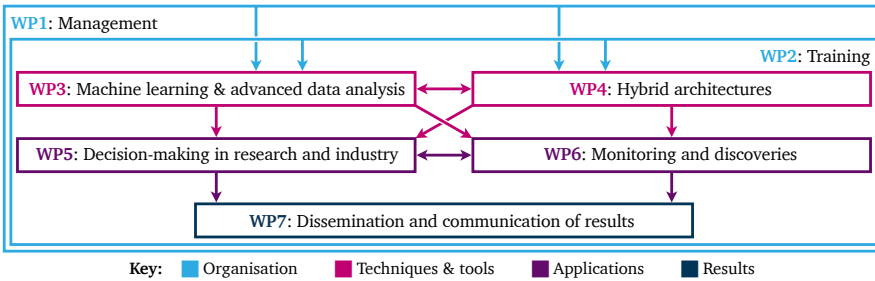 WP1: Management
WP2: Training
WP3: Machine learning & advanced data analysis
WP4: Hybrid architectures
WP5: Decision-making in research and industry
WP6: Monitoring and discoveries
WP7: Dissemination and communication of results
Key: Organisation Techniques & tools Applications Results